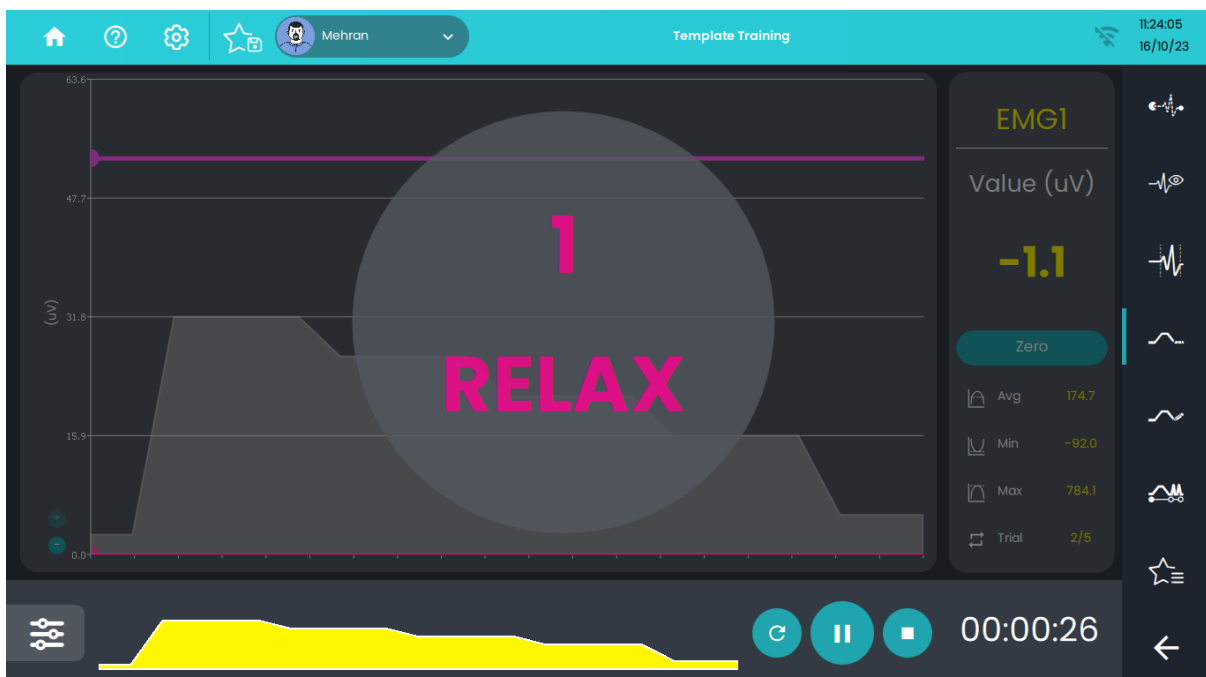 Mehran
Template Training
11:24:05
16/10/23
63.6
47.7
(uV)
31.8
15.9
0.0
1
RELAX
EMG1
Value (uV)
-1.1
Zero
Avg 174.7
Min -92.0
Max 784.1
Trial 2/5
00:00:26